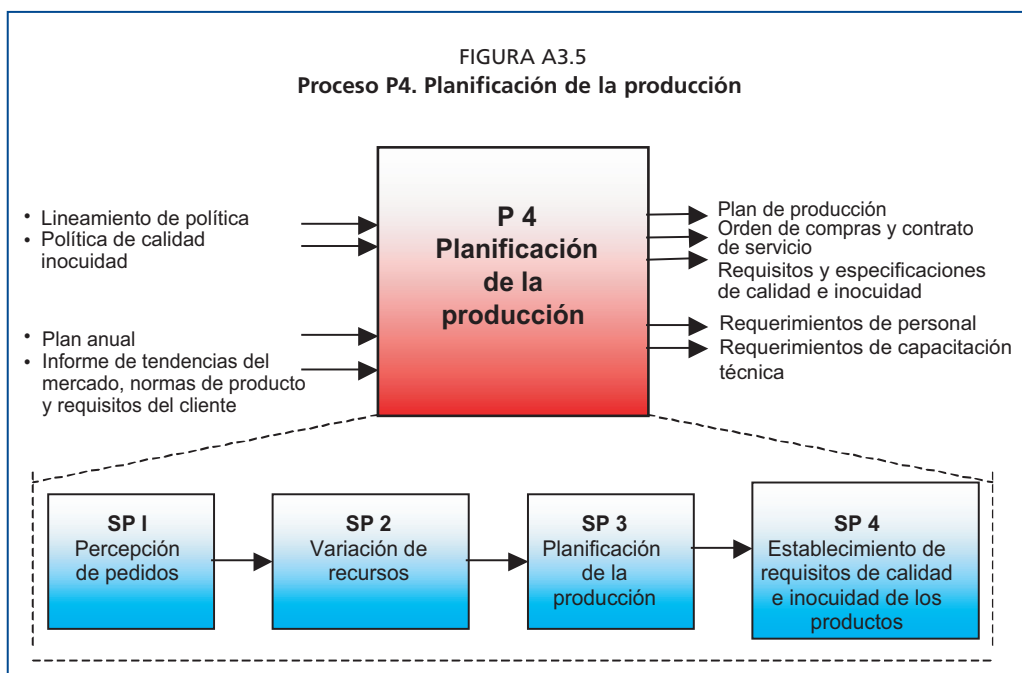 FIGURA A3.5
Proceso P4. Planificación de la producción
• Lineamiento de política
• Política de calidad
inocuidad
• Plan anual
• Informe de tendencias del
mercado, normas de producto
y requisitos del cliente
P 4
Planificación
de la
producción
Plan de producción
Orden de compras y contrato
de servicio
Requisitos y especificaciones
de calidad e inocuidad
Requerimientos de personal
Requerimientos de capacitación
técnica
SP I
Percepción
de pedidos
SP 2
Variación de
recursos
SP 3
Planificación
de la
producción
SP 4
Establecimiento de
requisitos de calidad
e inocuidad de los
productos